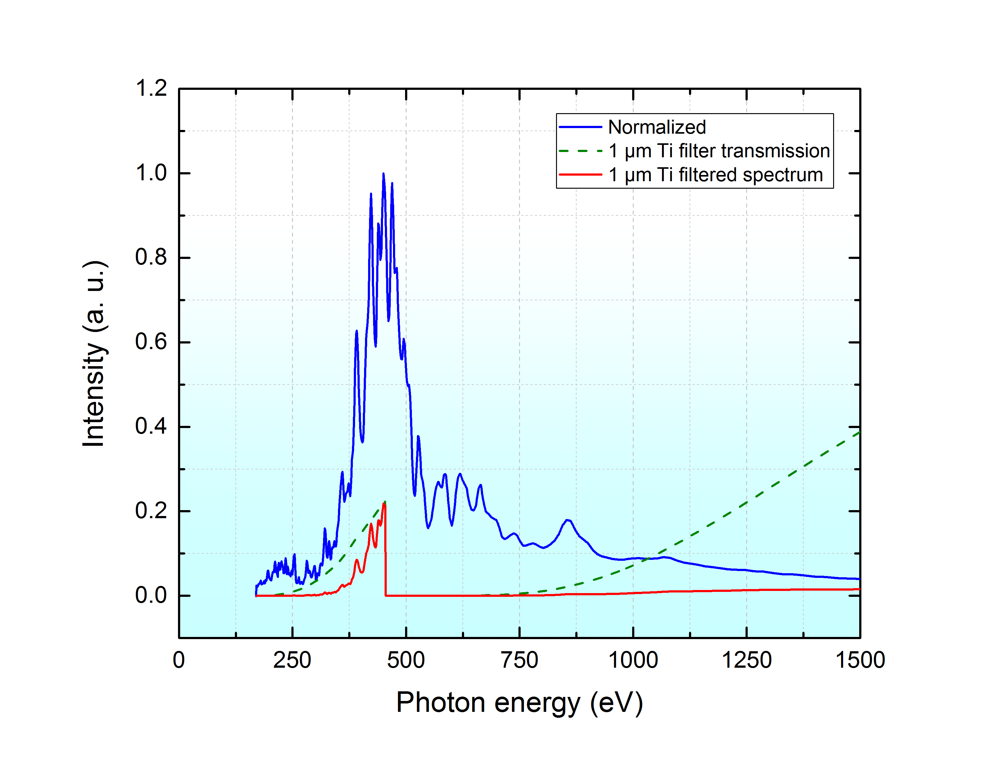 1.2
1.0
0.8
0.6
0.4
0.2
0.0
Intensity (a. u.)
Normalized
1 µm Ti filter transmission
1 µm Ti filtered spectrum
0 250 500 750 1000 1250 1500
Photon energy (eV)